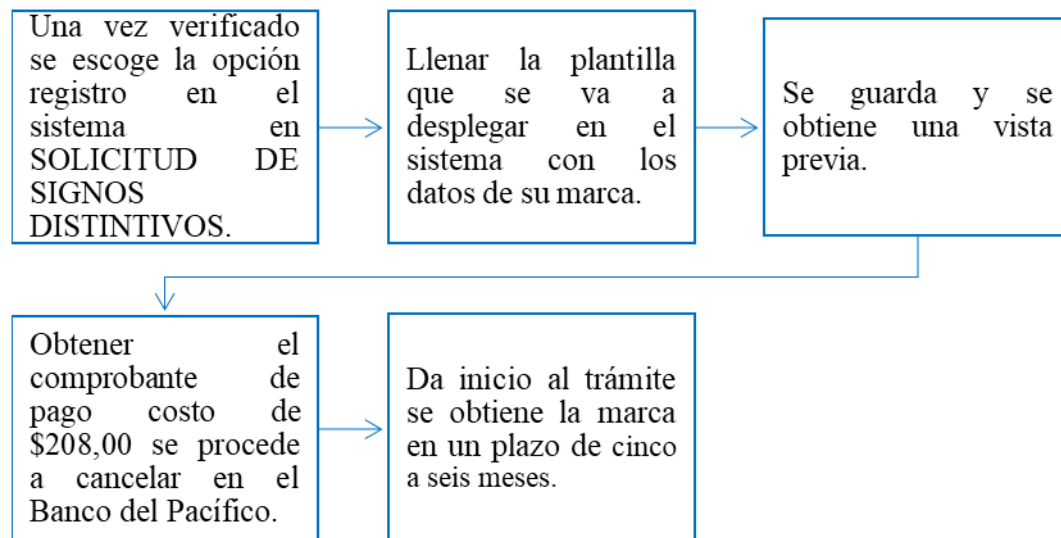 Una vez verificado
se escoge la opción
registro en el
sistema en
SOLICITUD DE
SIGNOS
DISTINTIVOS.
Llenar la plantilla
que se va a
desplegar en el
sistema con los
datos de su marca.
Se guarda y se
obtiene una vista
previa.
Obtener el
comprobante de
pago costo de
$208,00 se procede
a cancelar en el
Banco del Pacífico.
Da inicio al trámite
se obtiene la marca
en un plazo de cinco
a seis meses.